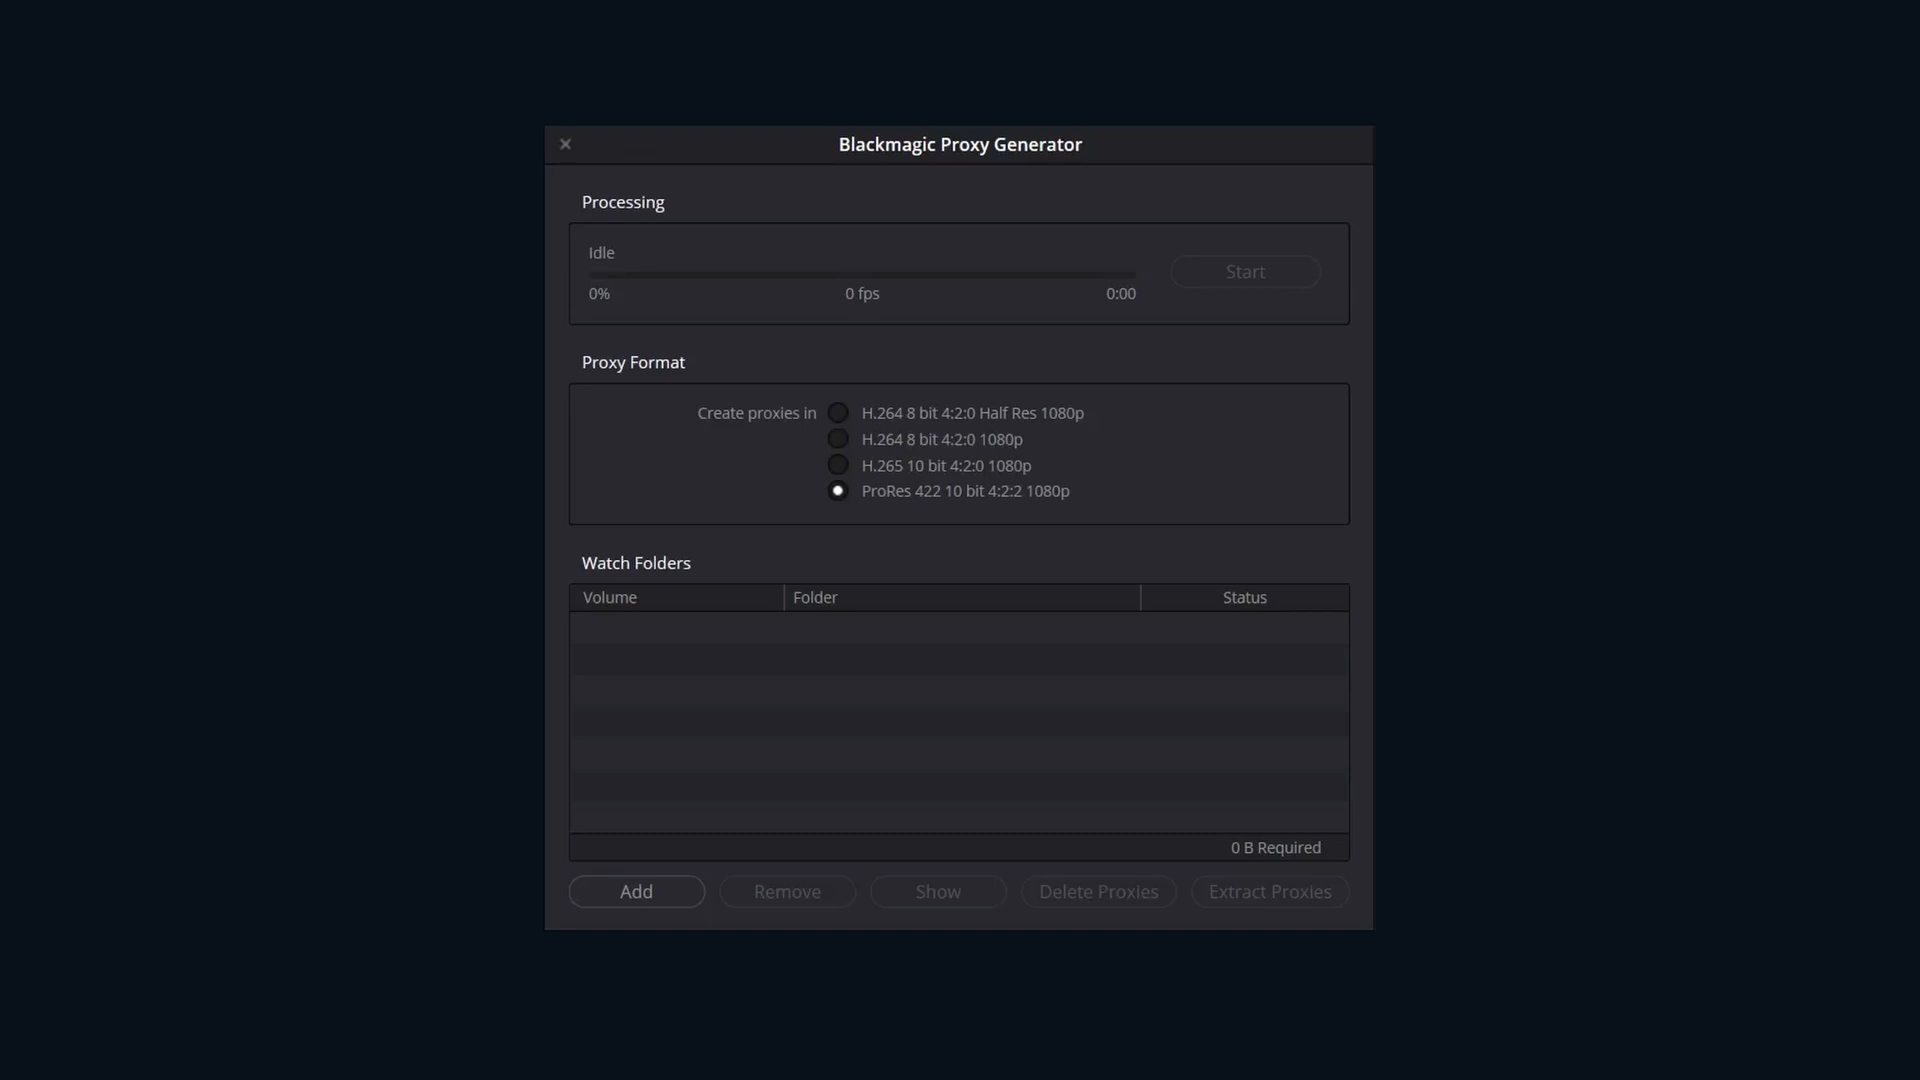 Blackmagic Proxy Generator
Processing
Idle
Start
0% 0 fps 0:00
Proxy Format
Create proxies in H.264 8 bit 4:2:0 Half Res 1080p
H.264 8 bit 4:2:0 1080p
H.265 10 bit 4:2:0 1080p
ProRes 422 10 bit 4:2:2 1080p
Watch Folders
Volume Folder Status
0 B Required
Add Remove Show Delete Proxies Extract Proxies